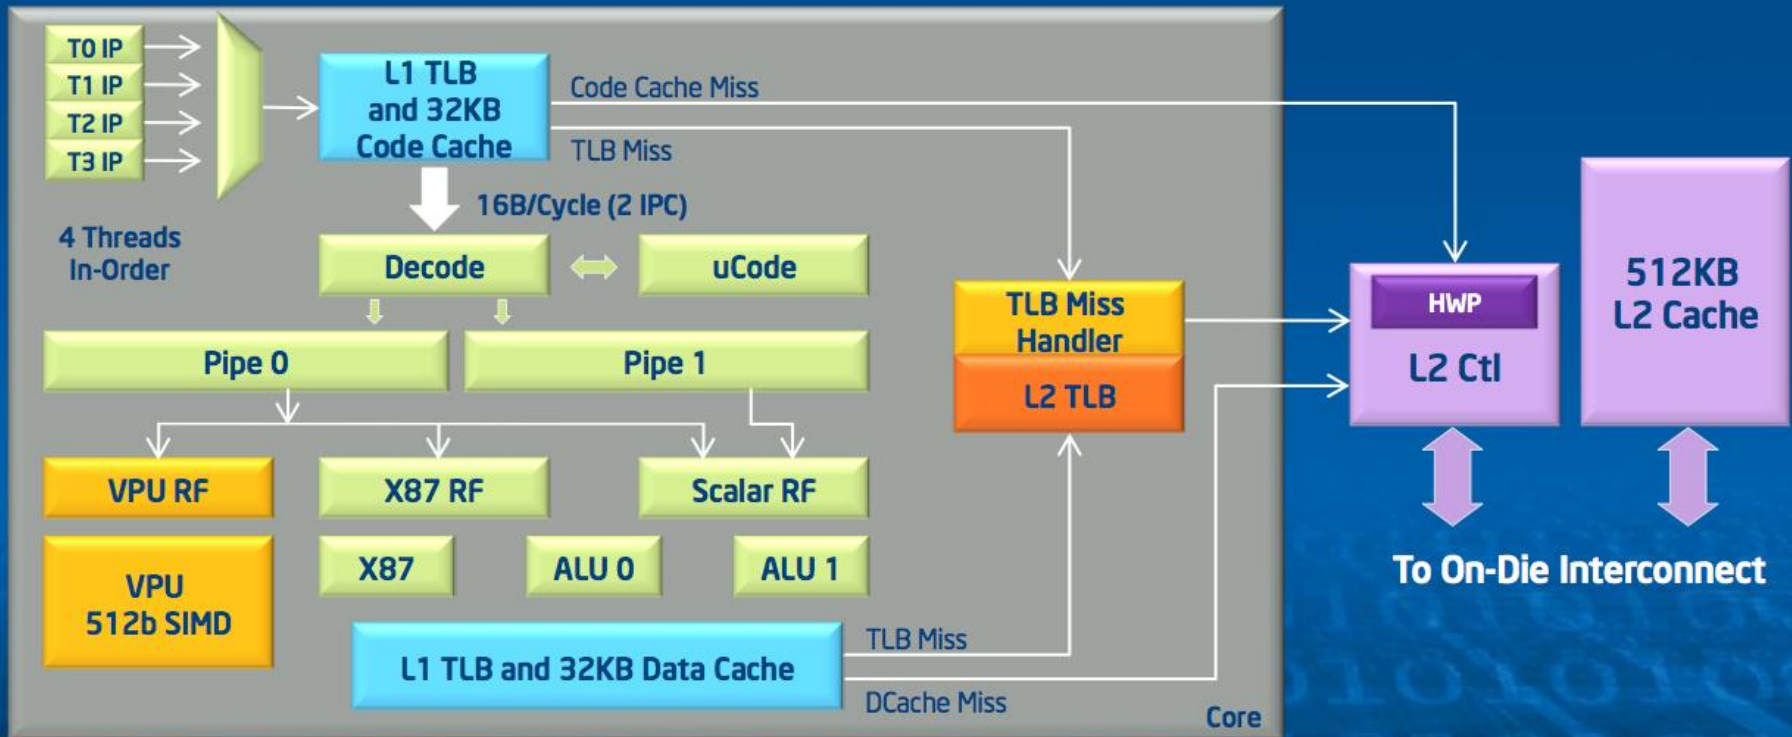 T0 IP
T1 IP
T2 IP
T3 IP
4 Threads
In-Order
L1 TLB
and 32KB
Code Cache
Code Cache Miss
TLB Miss
16B/Cycle (2 IPC)
Decode
uCode
Pipe 0
Pipe 1
VPU RF
X87 RF
Scalar RF
VPU
512b SIMD
X87
ALU 0
ALU 1
L1 TLB and 32KB Data Cache
TLB Miss
DCache Miss
TLB Miss
Handler
L2 TLB
Core
HWP
L2 Ctl
512KB
L2 Cache
To On-Die Interconnect